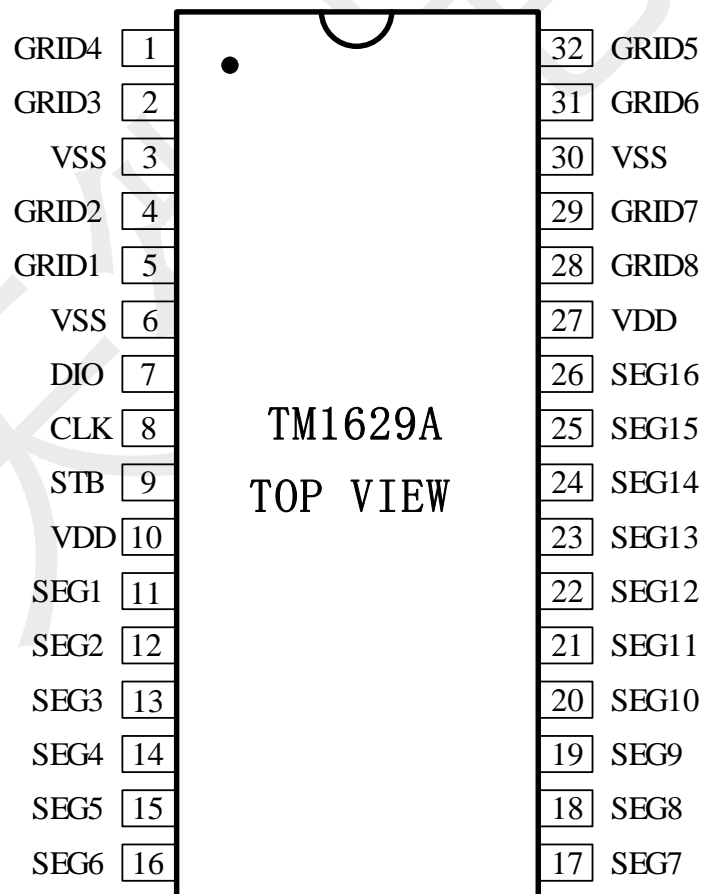 GRID4 1 32 GRID5
GRID3 2 31 GRID6
VSS 3 30 VSS
GRID2 4 29 GRID7
GRID1 5 28 GRID8
VSS 6 27 VDD
DIO 7 26 SEG16
CLK 8 TM1629A 25 SEG15
STB 9 TOP VIEW 24 SEG14
VDD 10 23 SEG13
SEG1 11 22 SEG12
SEG2 12 21 SEG11
SEG3 13 20 SEG10
SEG4 14 19 SEG9
SEG5 15 18 SEG8
SEG6 16 17 SEG7